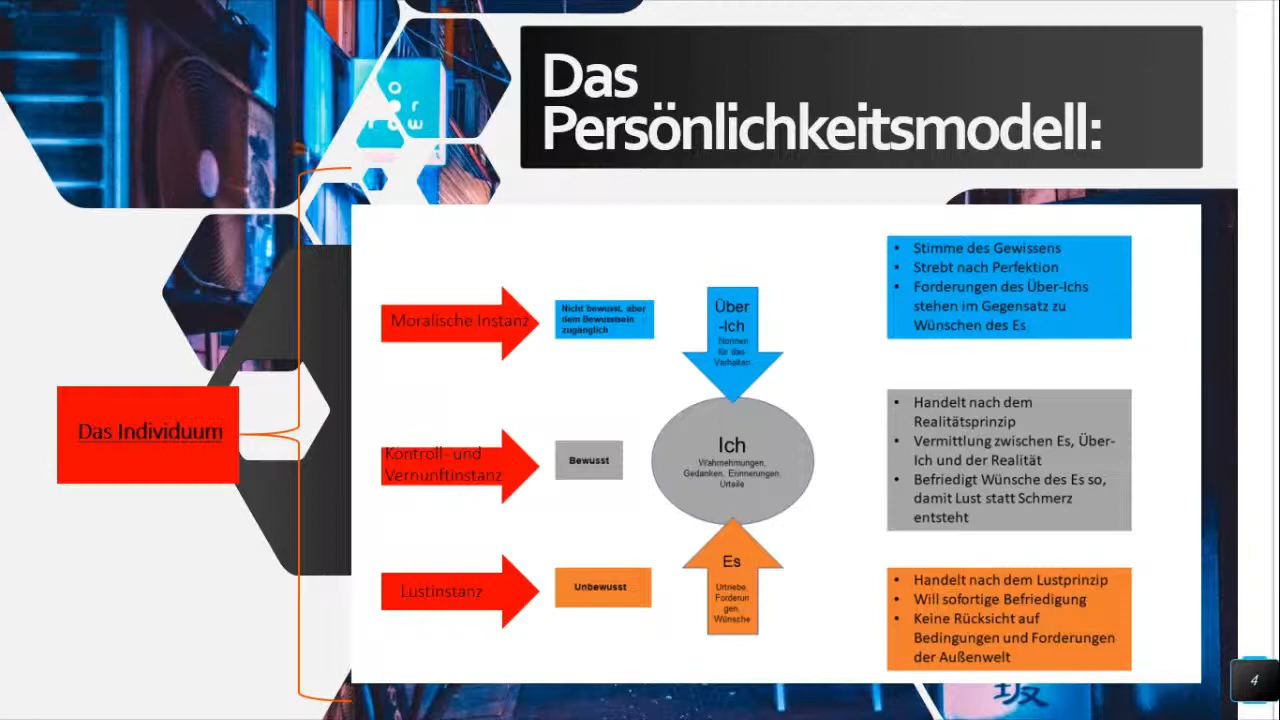 Das
Persönlichkeitsmodell:
Das Individuum
Moralische Instanz
Nicht bewusst, aber
dem Bewusstsein
zugänglich
Über
-Ich
Normen
für das
Verhalten
• Stimme des Gewissens
• Strebt nach Perfektion
• Forderungen des Über-Ichs
stehen im Gegensatz zu
Wünschen des Es
Kontroll- und
Vernunftinstanz
Bewusst
Ich
Wahrnehmungen,
Gedanken, Erinnerungen,
Urteile
• Handelt nach dem
Realitätsprinzip
• Vermittlung zwischen Es, Über-
Ich und der Realität
• Befriedigt Wünsche des Es so,
damit Lust statt Schmerz
entsteht
Lustinstanz
Unbewusst
Es
Urtriebe,
Forderun
gen,
Wünsche
• Handelt nach dem Lustprinzip
• Will sofortige Befriedigung
• Keine Rücksicht auf
Bedingungen und Forderungen
der Außenwelt
4